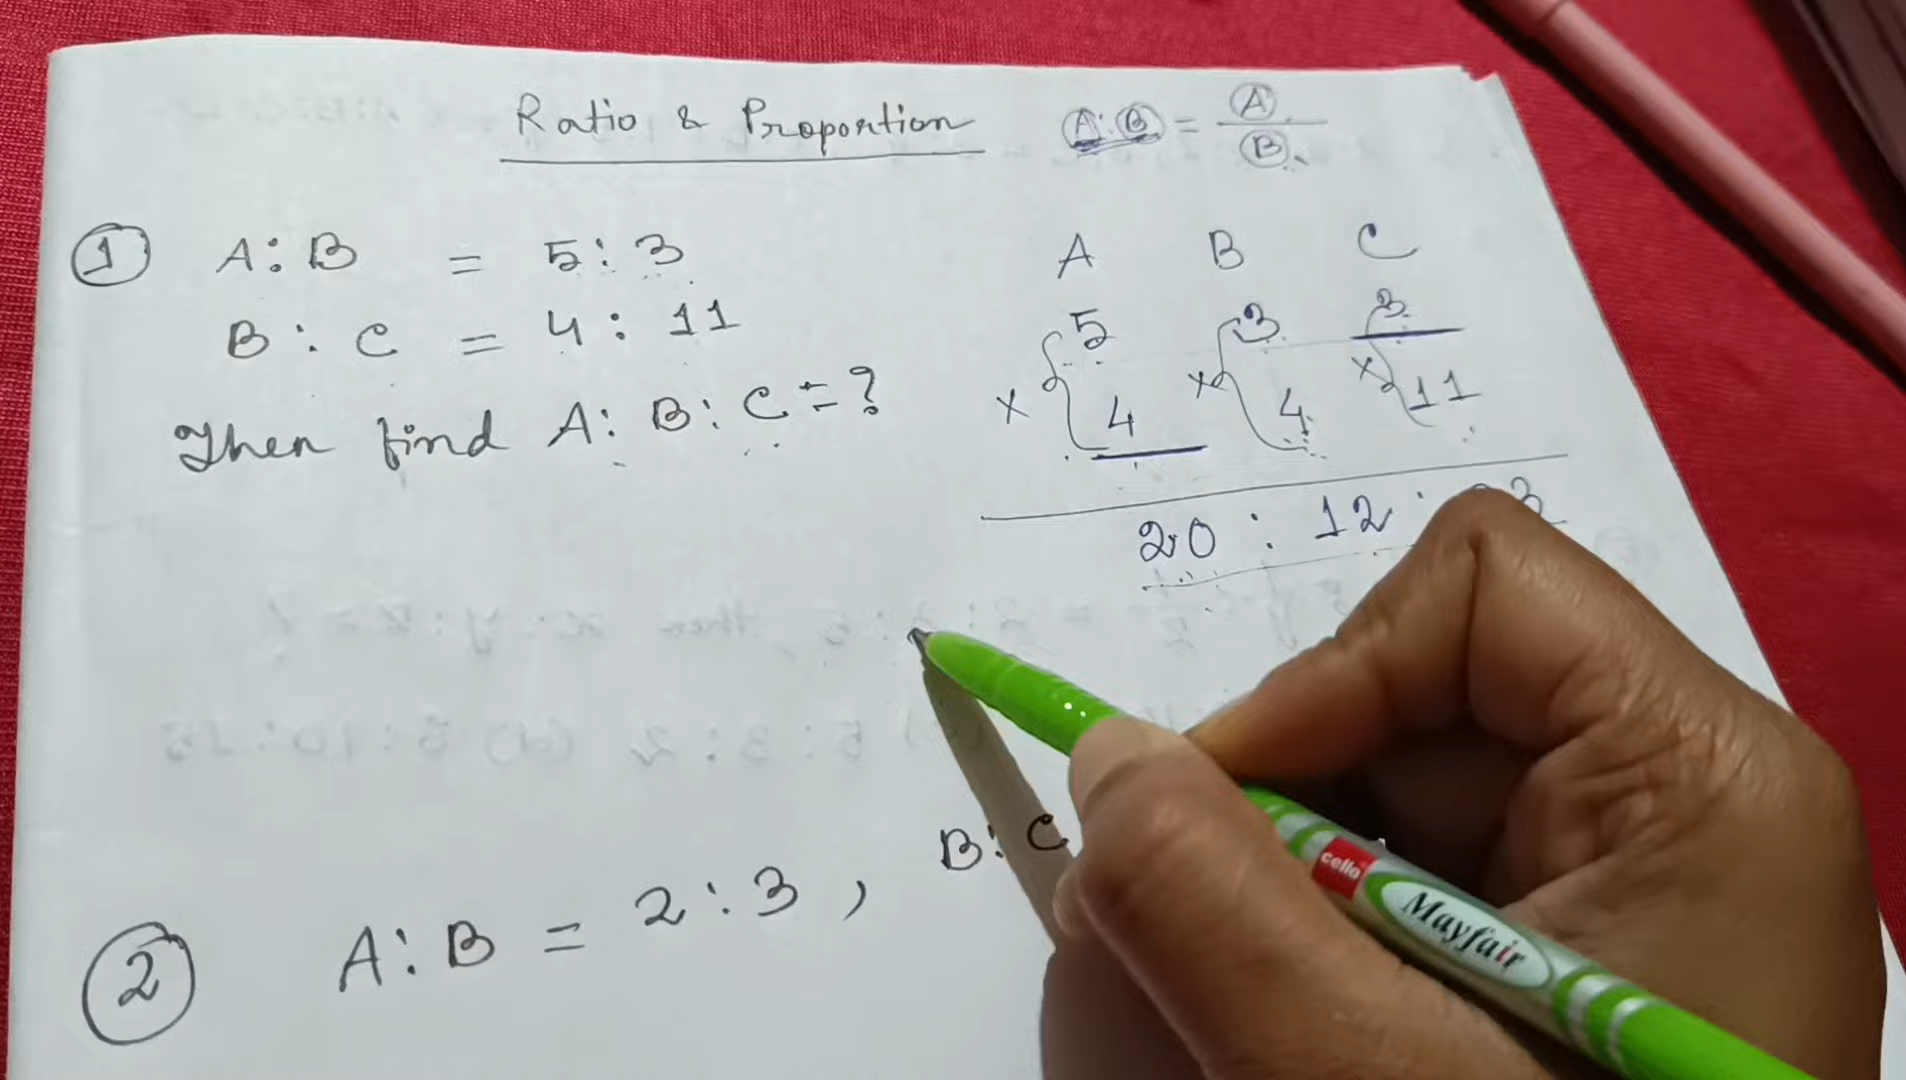 Ratio & Proportion A:B = A/B
① A:B = 5:3
B:C = 4:11
Then find A:B:C=?
A B C
5 3 3
× 4 × 4 × 11
20 : 12 :
② A:B = 2:3, B:C
cello Mayfair